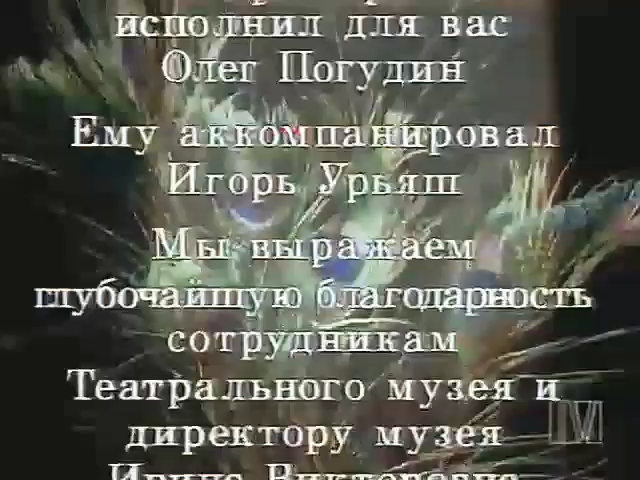 исполнил для вас
Олег Погудин
Ему аккомпанировал
Игорь Урьяш
Мы выражаем
глубочайшую благодарность
сотрудникам
Театрального музея и
директору музея